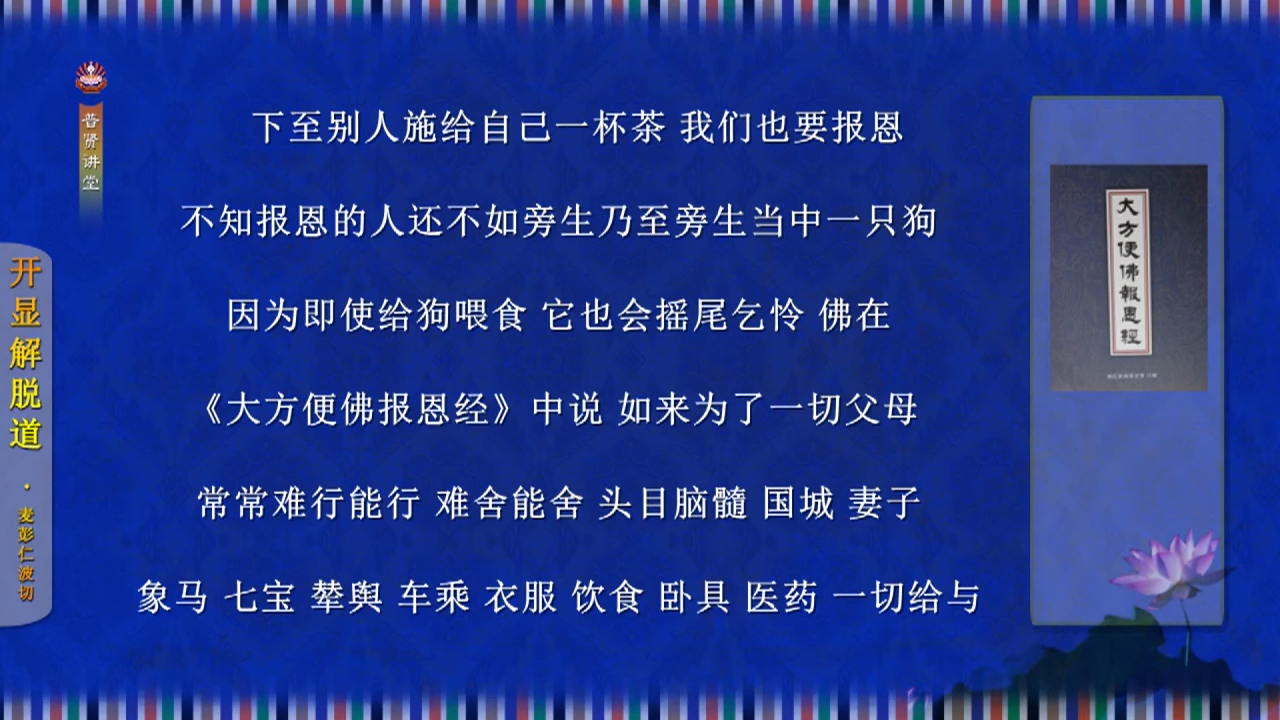 普贤讲堂
开显解脱道
·麦彭仁波切
下至别人施给自己一杯茶 我们也要报恩
不知报恩的人还不如旁生乃至旁生当中一只狗
因为即使给狗喂食 它也会摇尾乞怜 佛在
《大方便佛报恩经》中说 如来为了一切父母
常常难行能行 难舍能舍 头目脑髓 国城 妻子
象马 七宝 辇舆 车乘 衣服 饮食 卧具 医药 一切给与
大方便佛報恩經